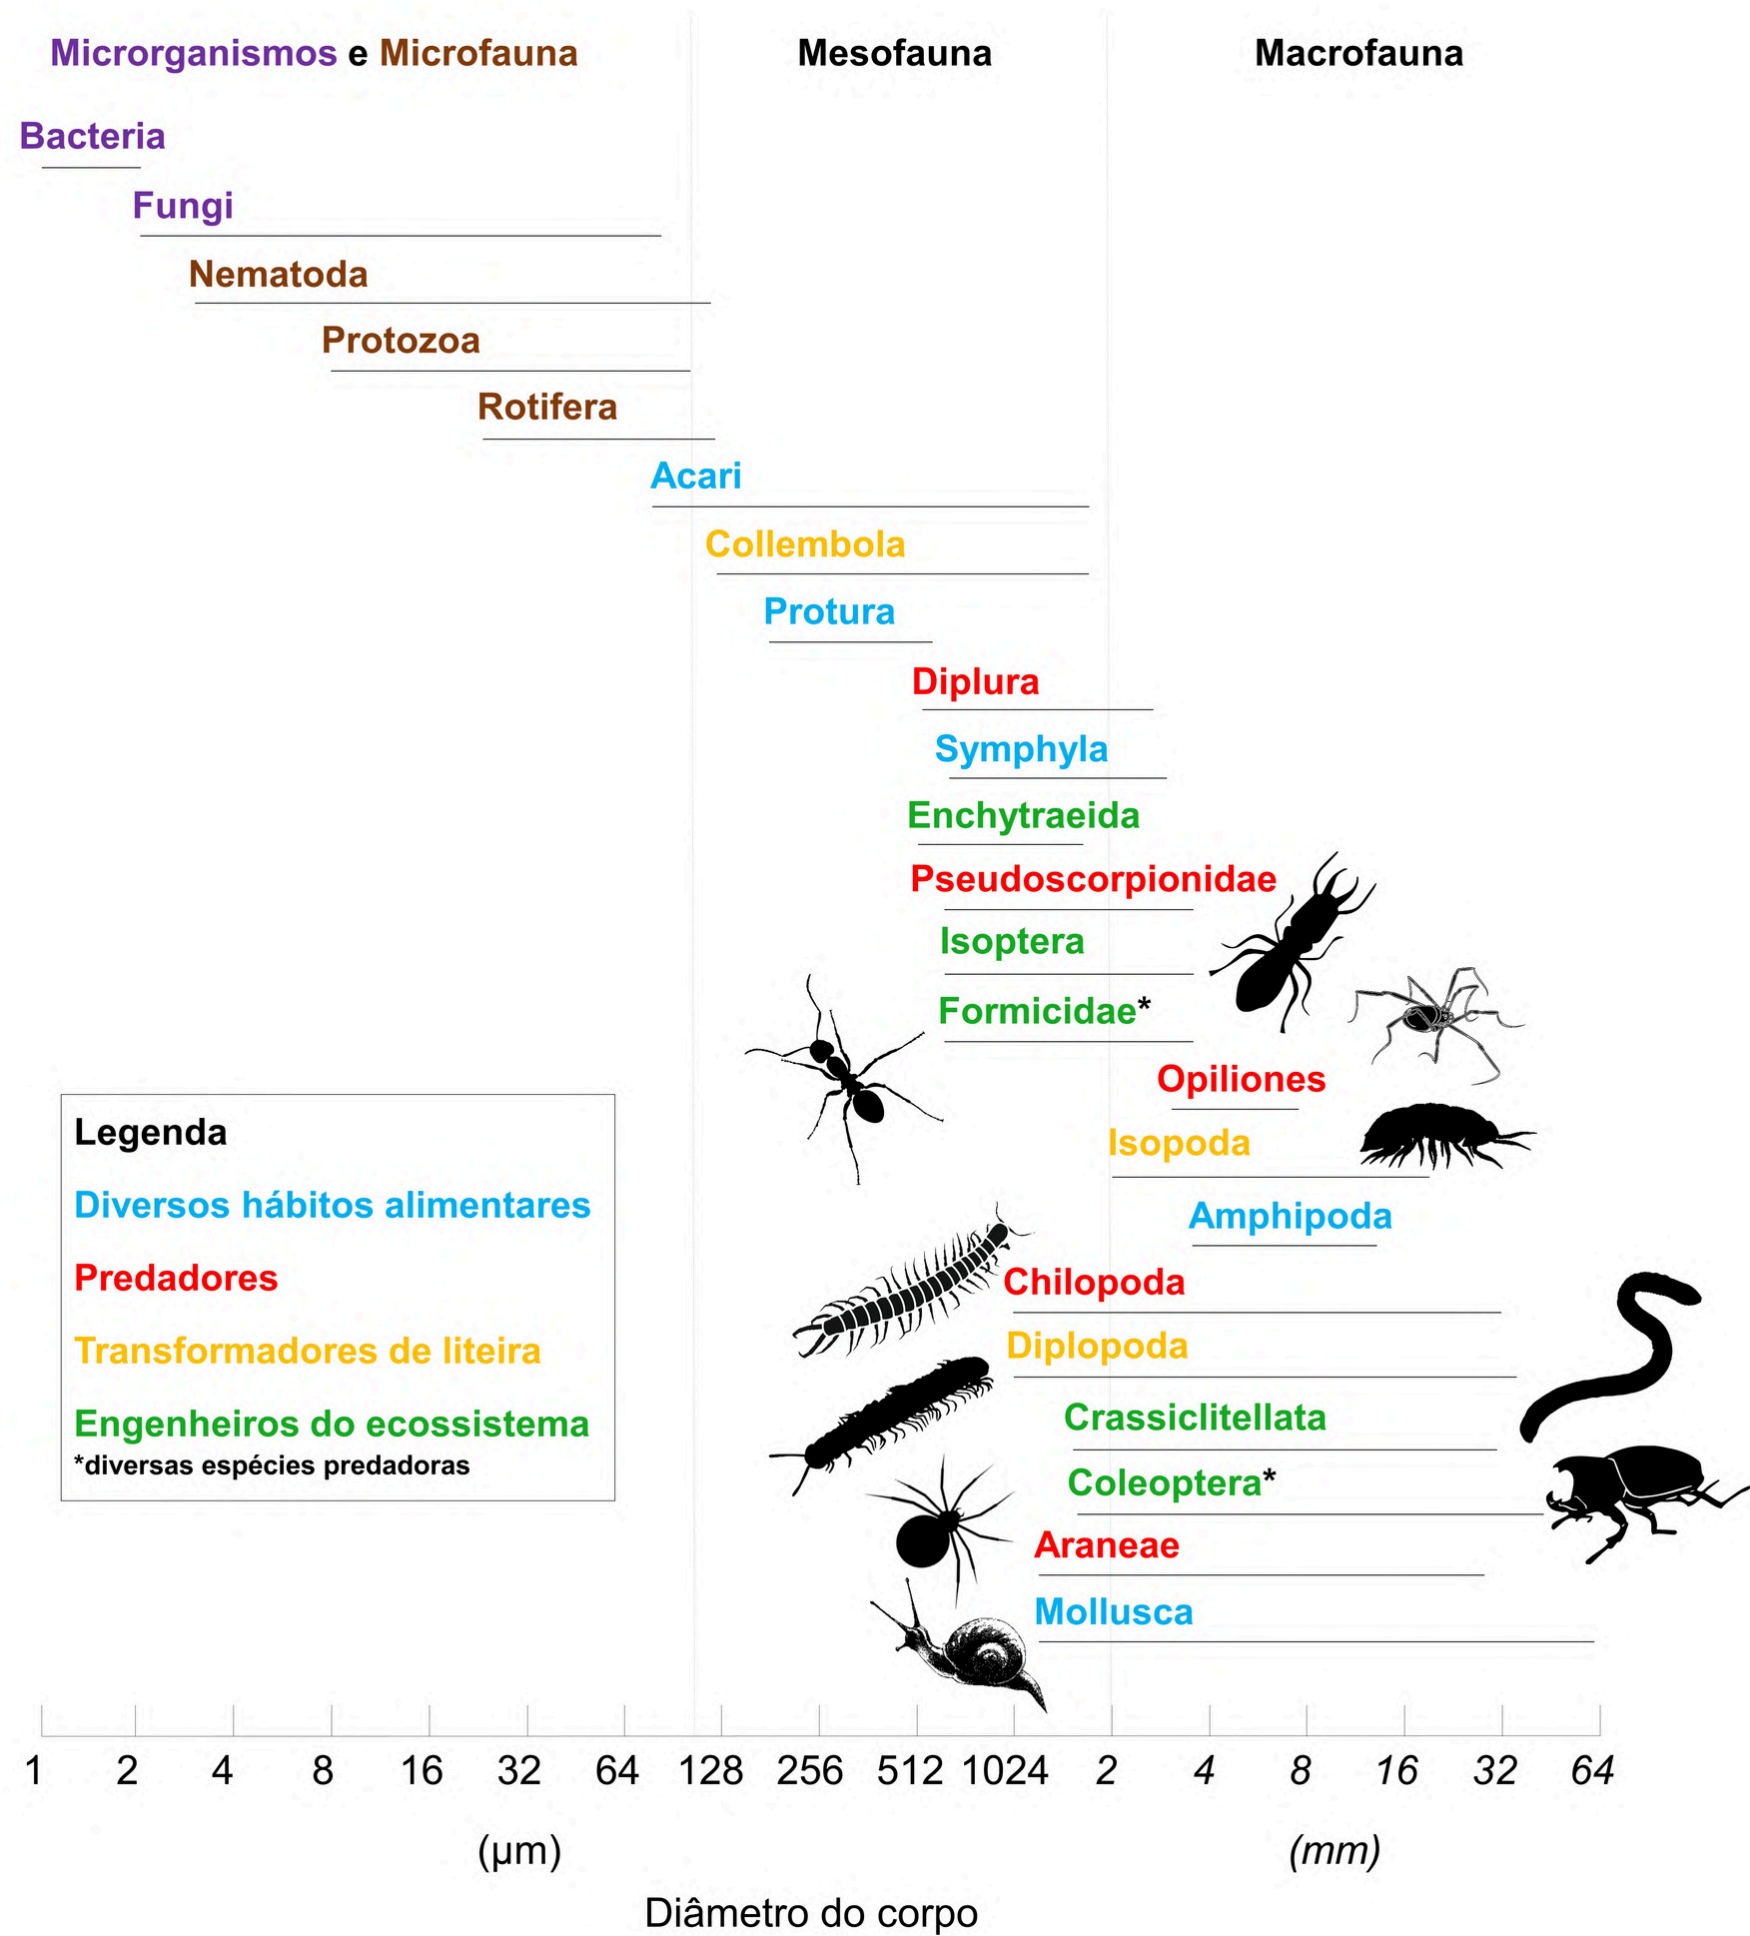 Microrganismos e Microfauna
Mesofauna
Macrofauna
Bacteria
Fungi
Nematoda
Protozoa
Rotifera
Acari
Collembola
Protura
Diplura
Symphyla
Enchytraeida
Pseudoscorpionidae
Isoptera
Formicidae*
Opiliones
Isopoda
Amphipoda
Chilopoda
Diplopoda
Crassiclitellata
Coleoptera*
Araneae
Mollusca
Legenda
Diversos hábitos alimentares
Predadores
Transformadores de liteira
Engenheiros do ecossistema
*diversas espécies predadoras
1 2 4 8 16 32 64 128 256 512 1024 2 4 8 16 32 64
(µm) (mm)
Diâmetro do corpo